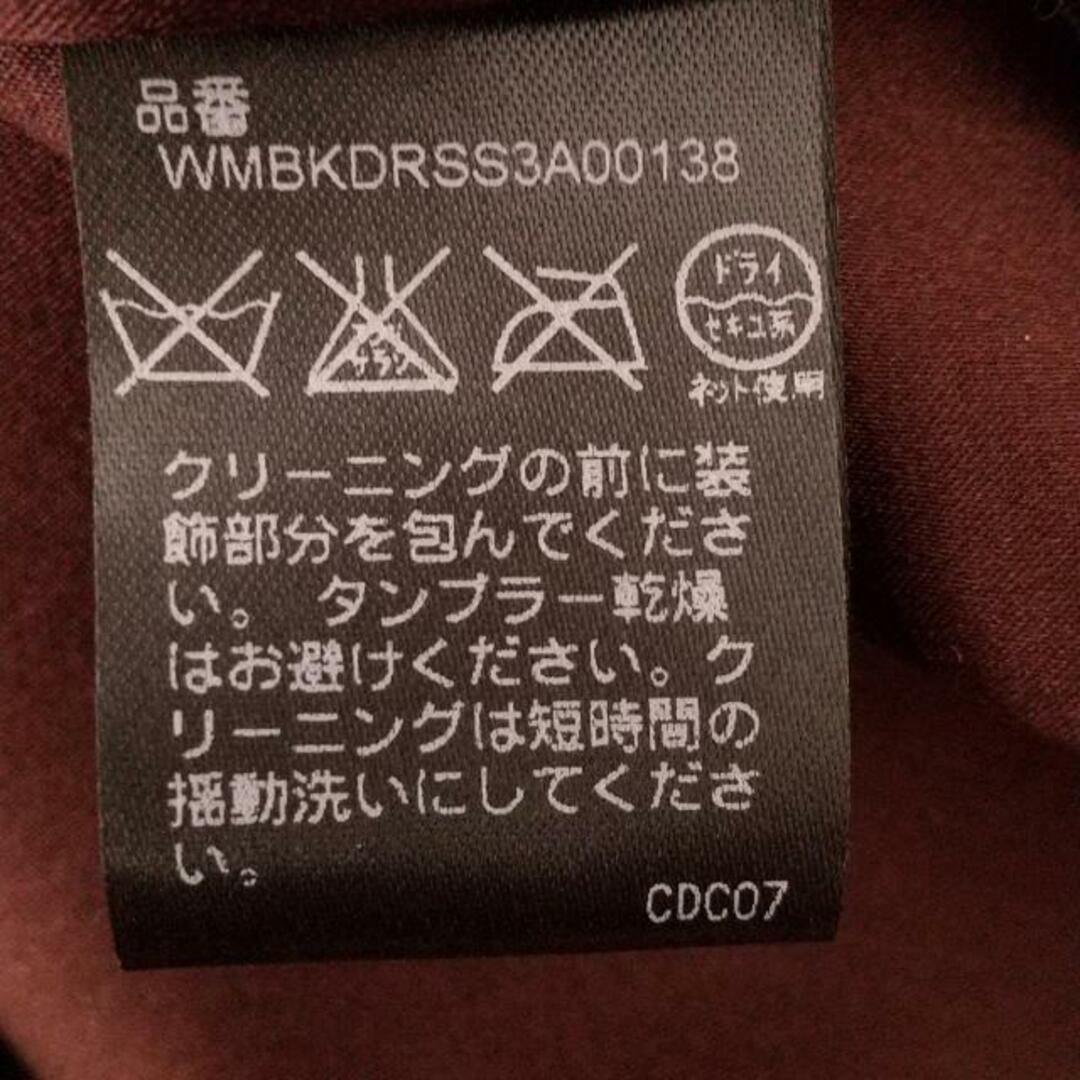 品番
WMBKDRSS3A00138
ドライ
セキユ系
ネット使用
クリーニングの前に装
飾部分を包んでくださ
い。 タンブラー乾燥
はお避けください。ク
リーニングは短時間の
揺動洗いにしてくださ
い。
CDC07